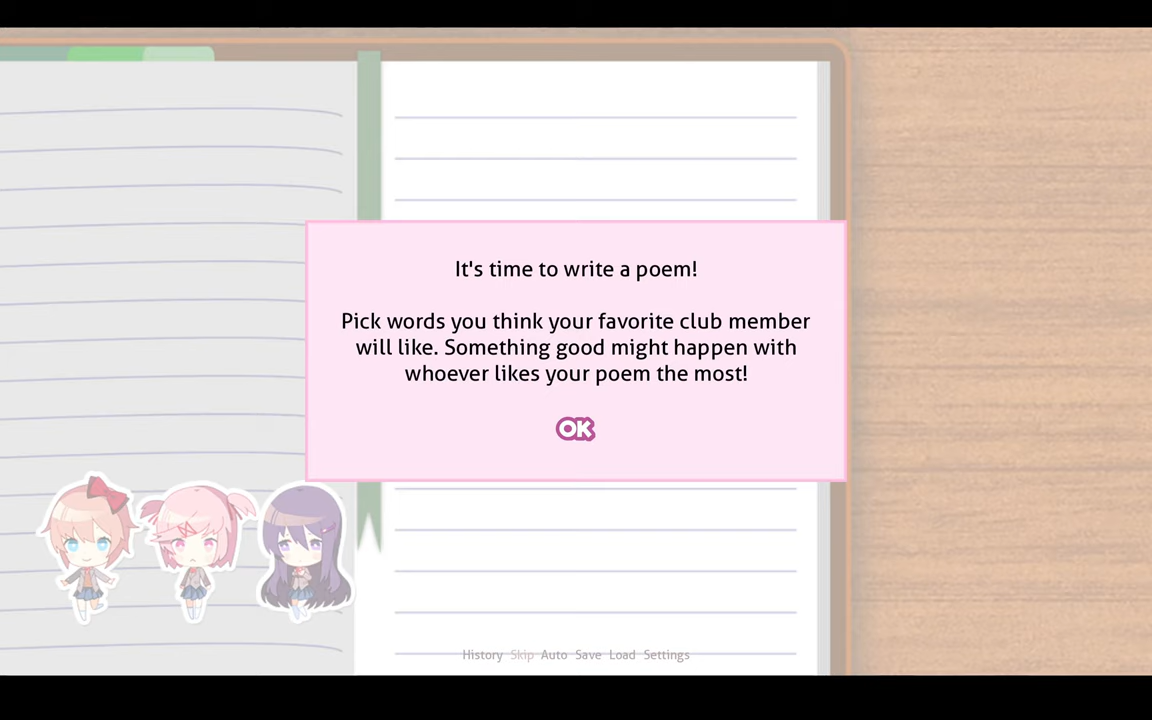 It's time to write a poem!
Pick words you think your favorite club member
will like. Something good might happen with
whoever likes your poem the most!
OK
History Skip Auto Save Load Settings